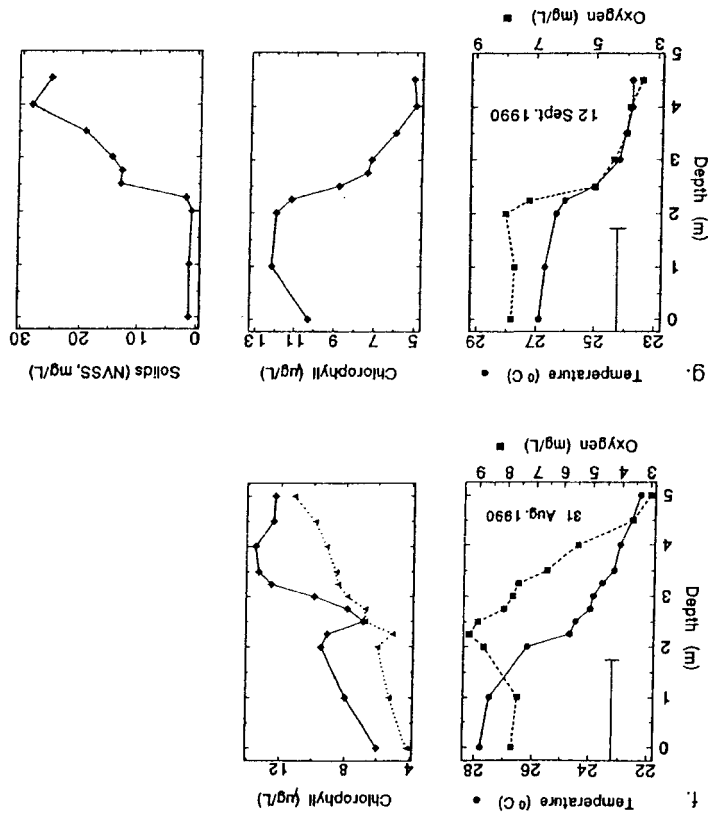 f. Temperature (⁰C) ●
Chlorophyll (μg/L)
22 24 26 28
4 8 12
Depth (m)
0
1
2
3
4
5
31 Aug. 1990
3 4 5 6 7 8 9
Oxygen (mg/L) ■
g. Temperature (⁰C) ●
Chlorophyll (μg/L)
Solids (NVSS, mg/L)
23 25 27 29
5 7 9 11 13
0 10 20 30
Depth (m)
0
1
2
3
4
5
12 Sept. 1990
3 5 7 9
Oxygen (mg/L) ■